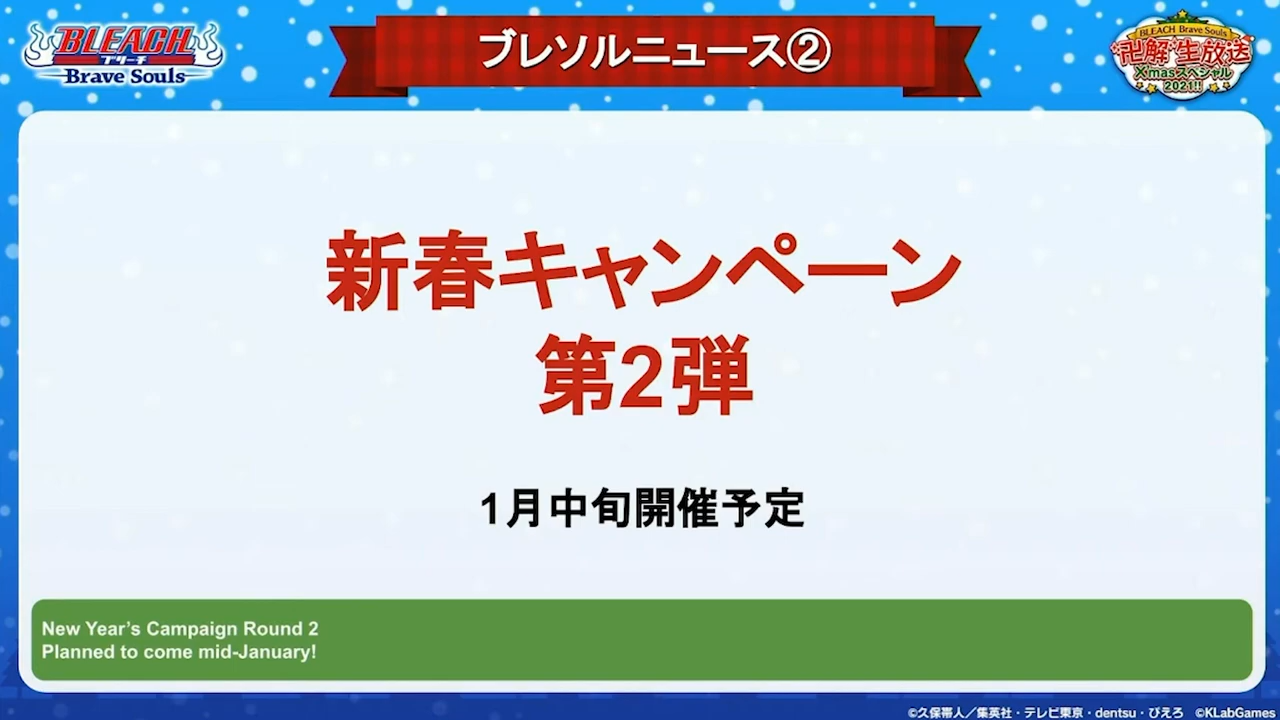 BLEACH
ブリーチ
Brave Souls
ブレソルニュース②
BLEACH Brave Souls
卍解生放送
X'masスペシャル
2021!!
新春キャンペーン
第2弾
1月中旬開催予定
New Year's Campaign Round 2
Planned to come mid-January!
©久保帯人／集英社・テレビ東京・dentsu・ぴえろ ©KLabGames